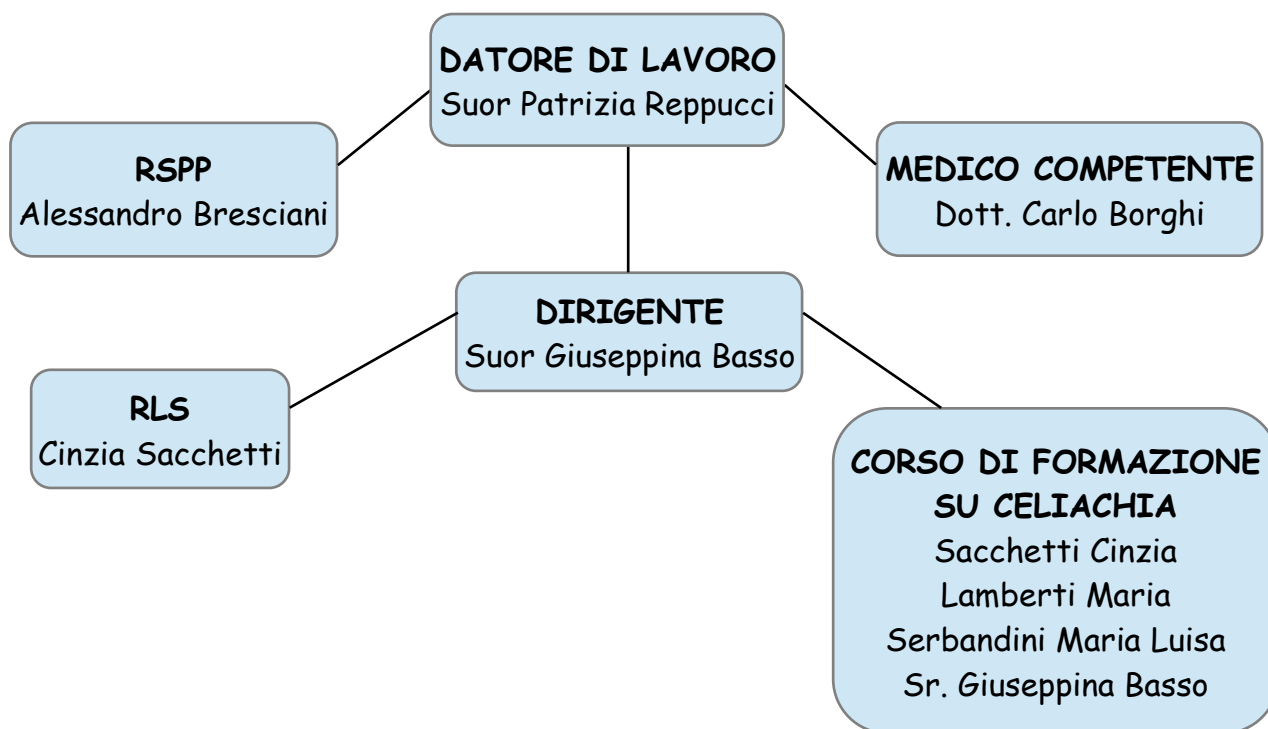 DATORE DI LAVORO
Suor Patrizia Reppucci
RSPP
Alessandro Bresciani
MEDICO COMPETENTE
Dott. Carlo Borghi
DIRIGENTE
Suor Giuseppina Basso
RLS
Cinzia Sacchetti
CORSO DI FORMAZIONE
SU CELIACHIA
Sacchetti Cinzia
Lamberti Maria
Serbandini Maria Luisa
Sr. Giuseppina Basso